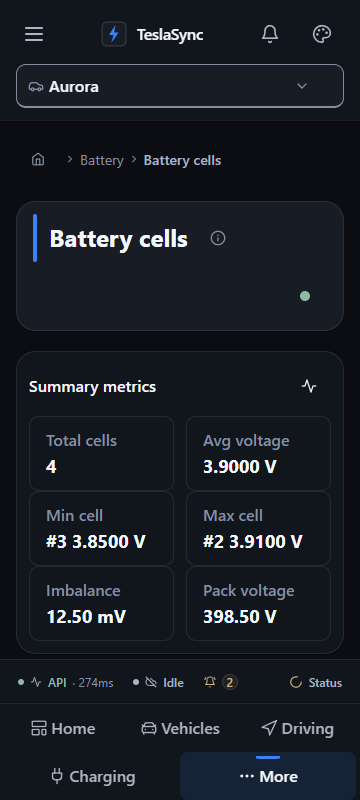 TeslaSync
Aurora
Battery
Battery cells
Battery cells
Summary metrics
Total cells
4
Avg voltage
3.9000 V
Min cell
#3 3.8500 V
Max cell
#2 3.9100 V
Imbalance
12.50 mV
Pack voltage
398.50 V
API · 274ms
Idle
2
Status
Home
Vehicles
Driving
Charging
More